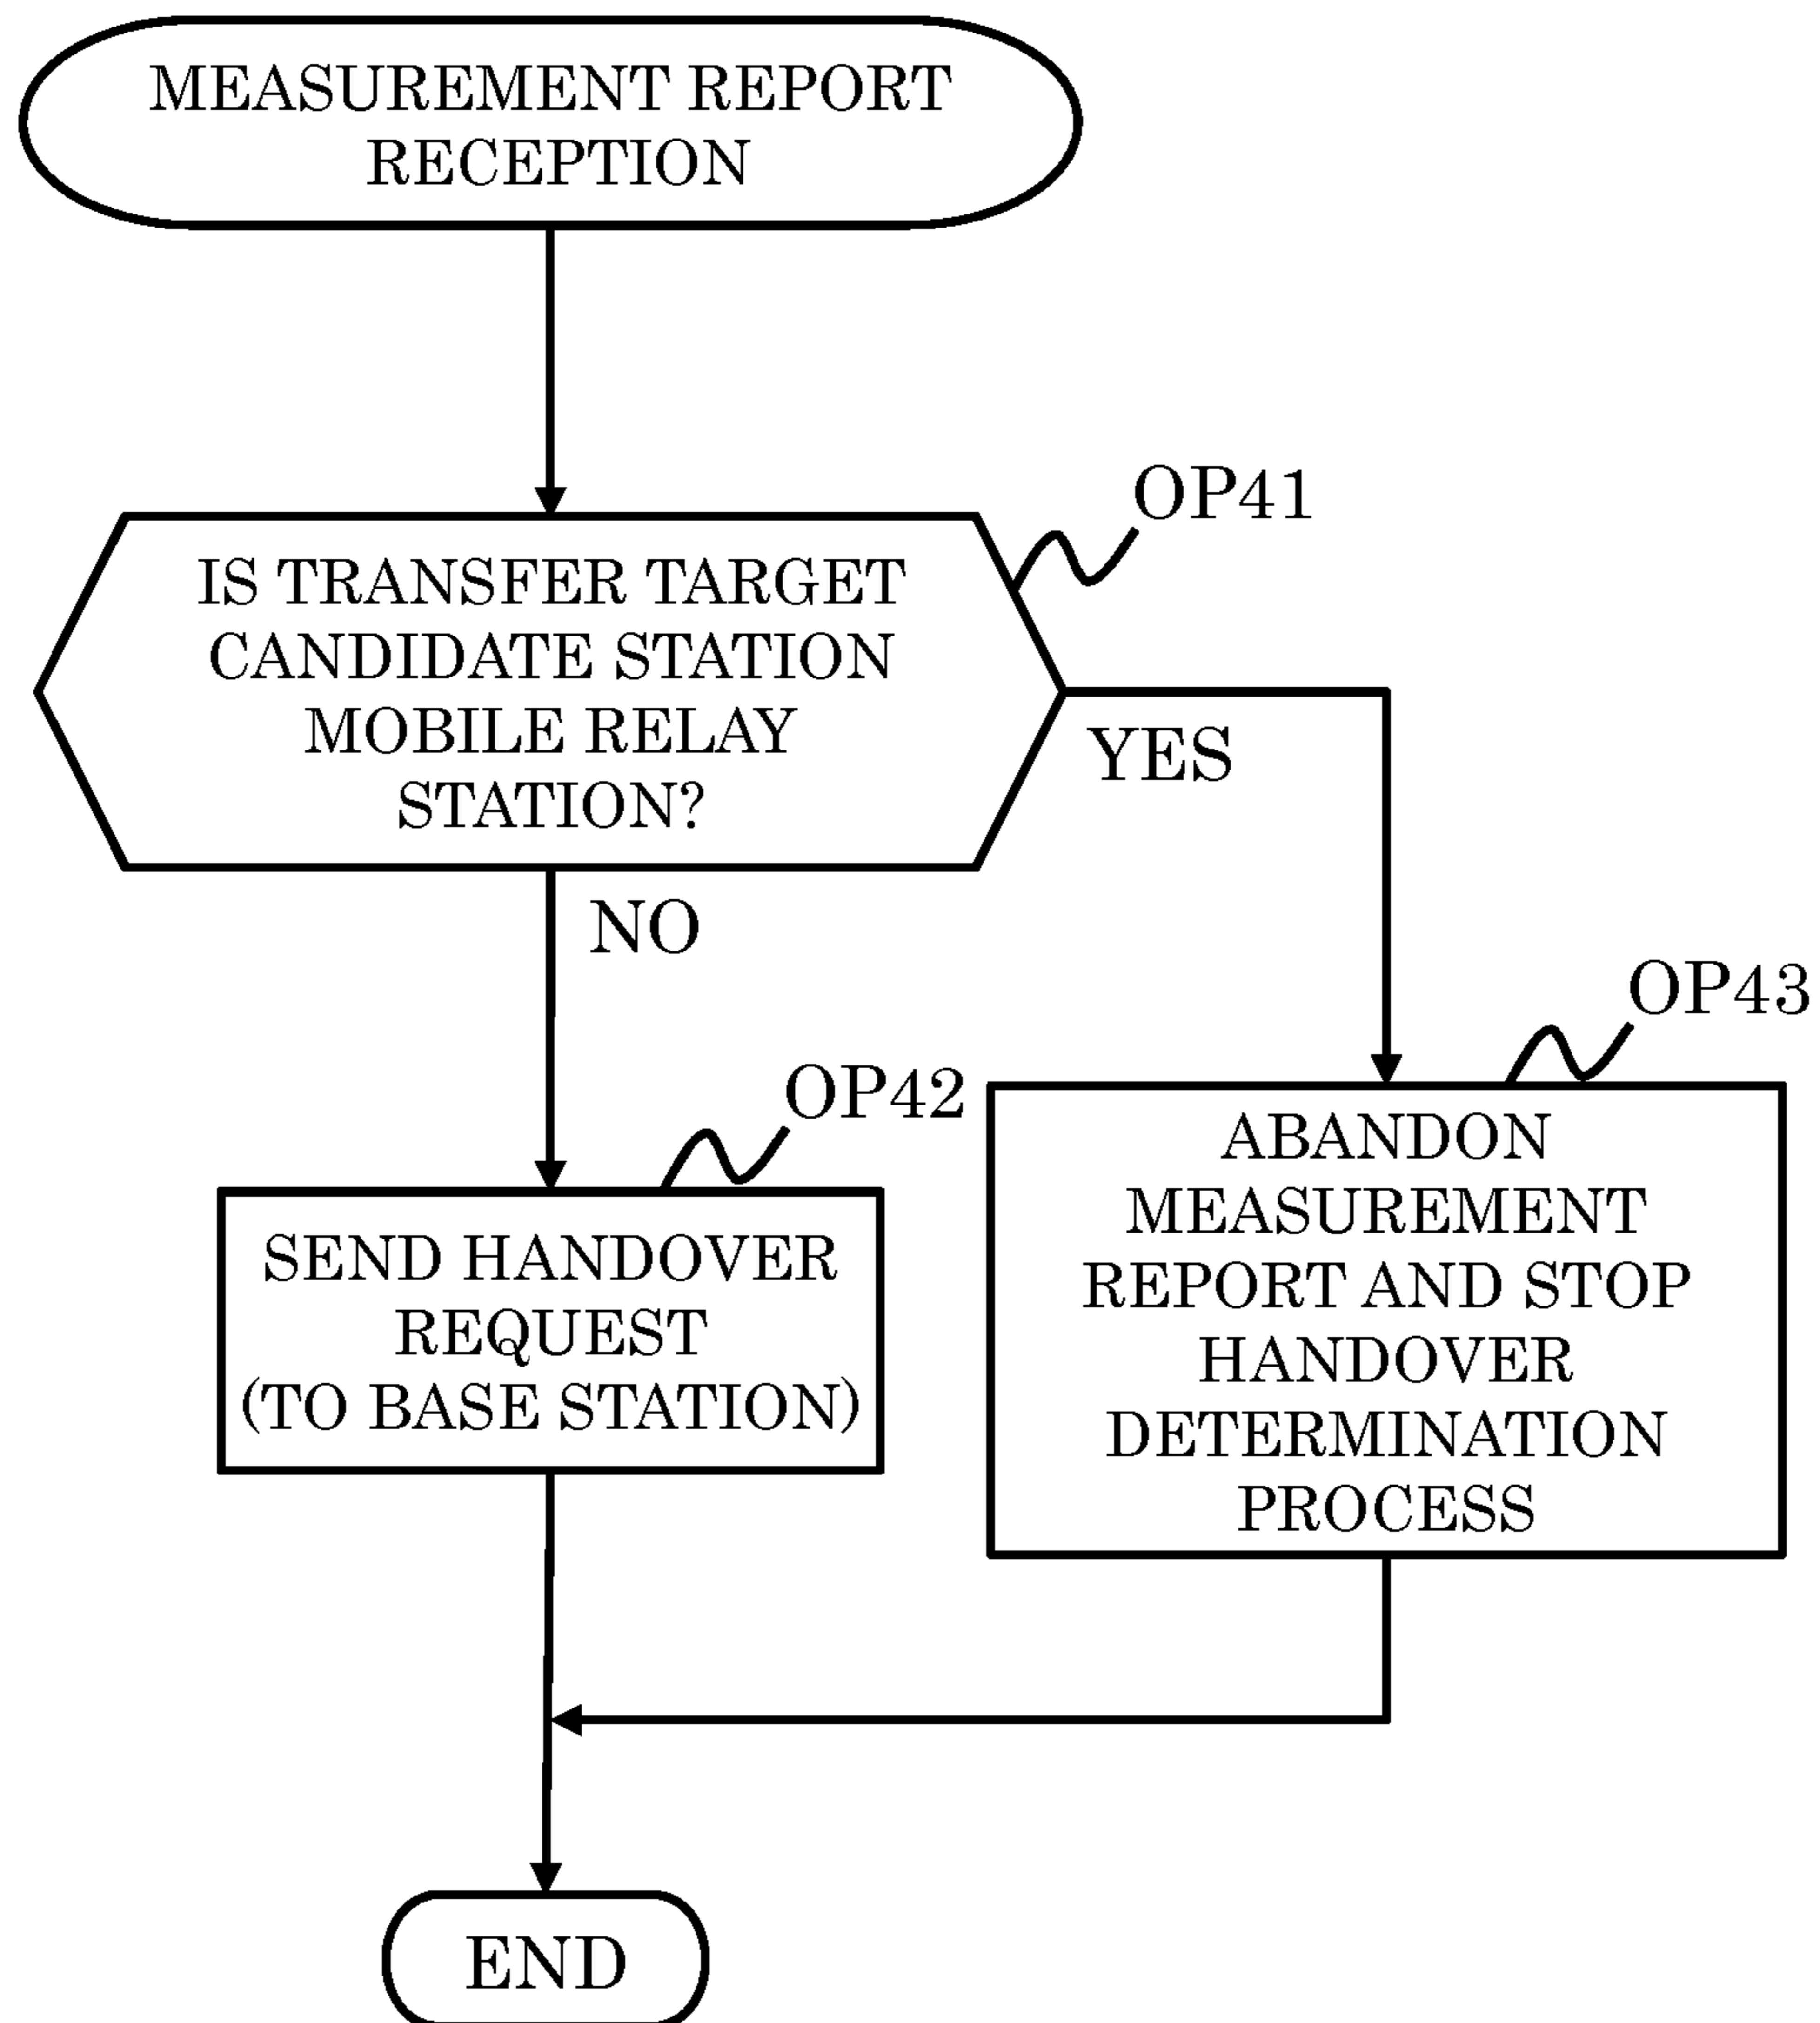 MEASUREMENT REPORT
RECEPTION
OP41
IS TRANSFER TARGET
CANDIDATE STATION
MOBILE RELAY
STATION?
YES
NO
OP43
OP42
ABANDON
MEASUREMENT
REPORT AND STOP
HANDOVER
DETERMINATION
PROCESS
SEND HANDOVER
REQUEST
(TO BASE STATION)
END